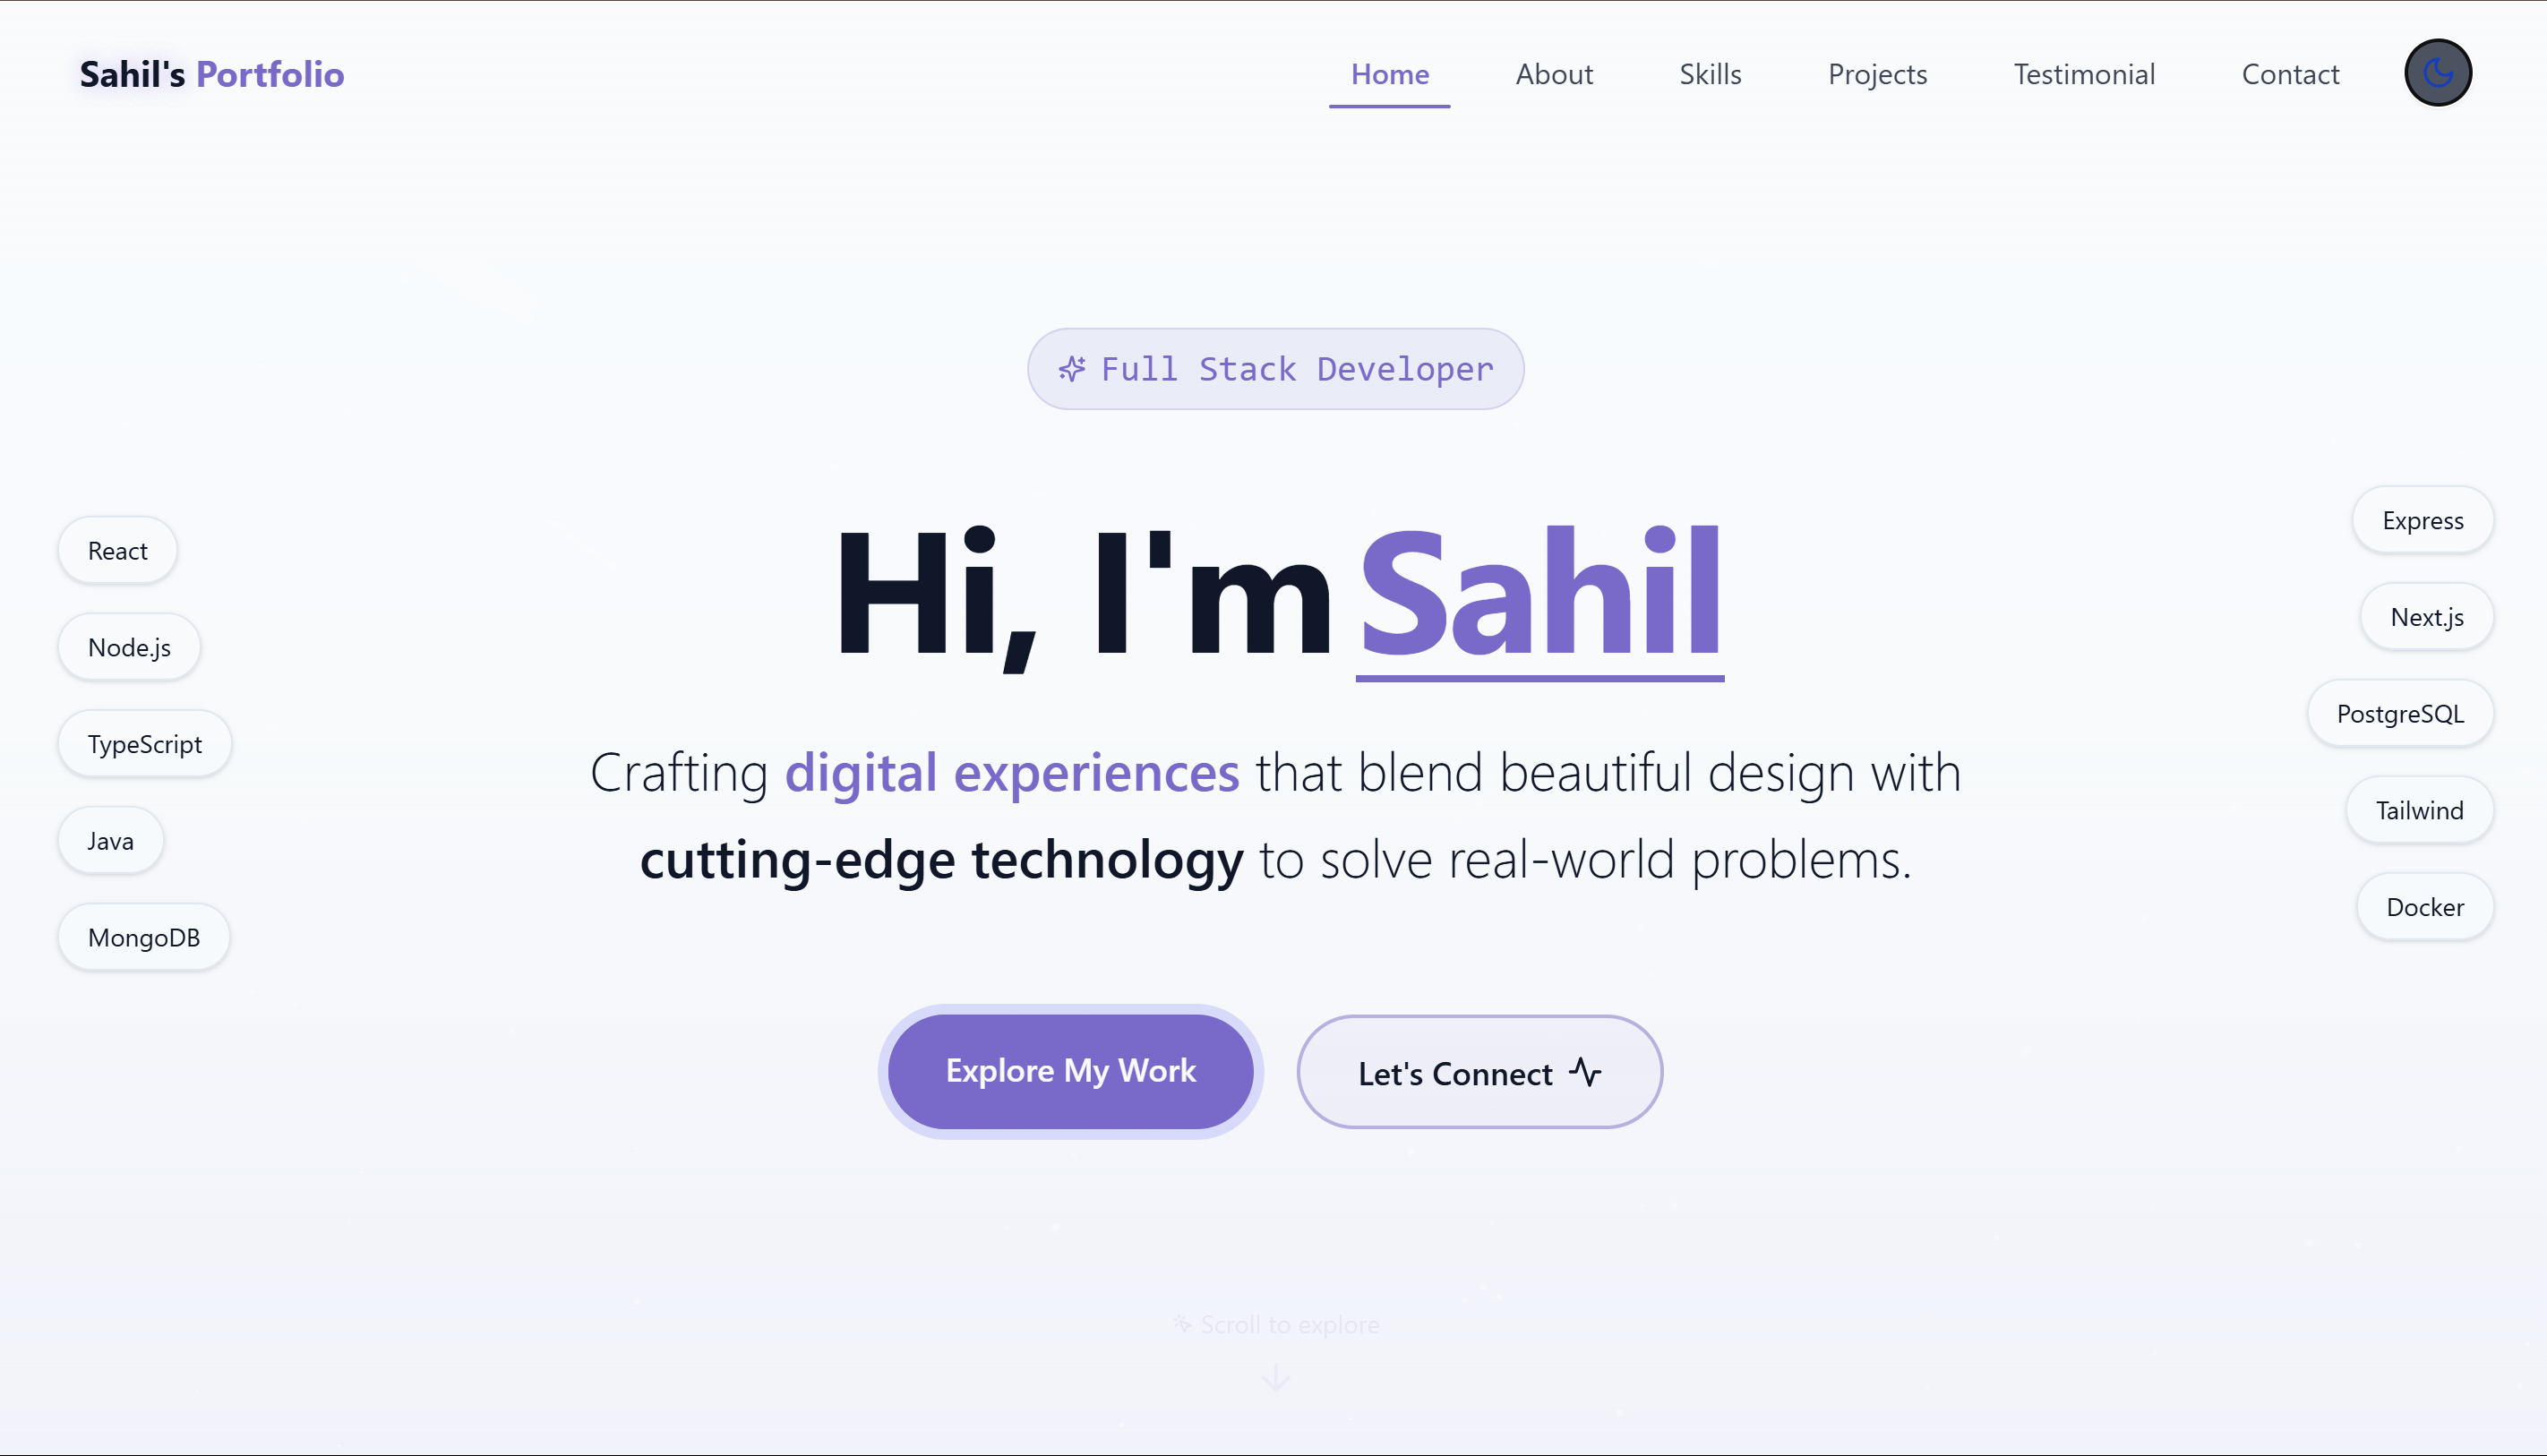 Sahil's Portfolio
Home
About
Skills
Projects
Testimonial
Contact
Full Stack Developer
Hi, I'm Sahil
Crafting digital experiences that blend beautiful design with
cutting-edge technology to solve real-world problems.
React
Node.js
TypeScript
Java
MongoDB
Express
Next.js
PostgreSQL
Tailwind
Docker
Explore My Work
Let's Connect
Scroll to explore